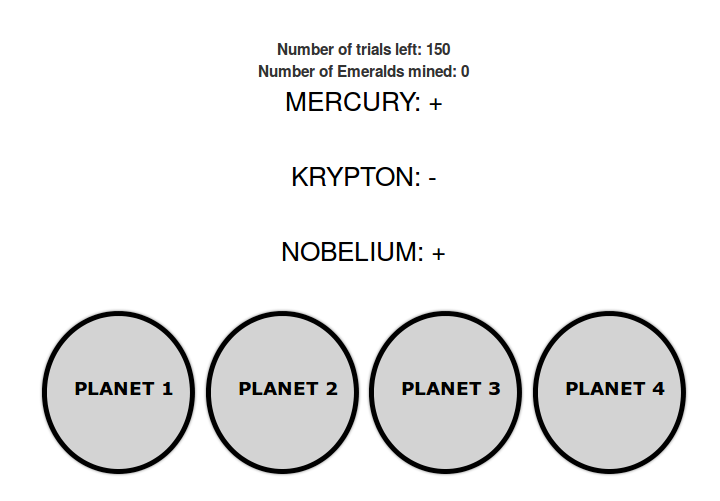 Number of trials left: 150
Number of Emeralds mined: 0
MERCURY: +
KRYPTON: -
NOBELIUM: +
PLANET 1 PLANET 2 PLANET 3 PLANET 4